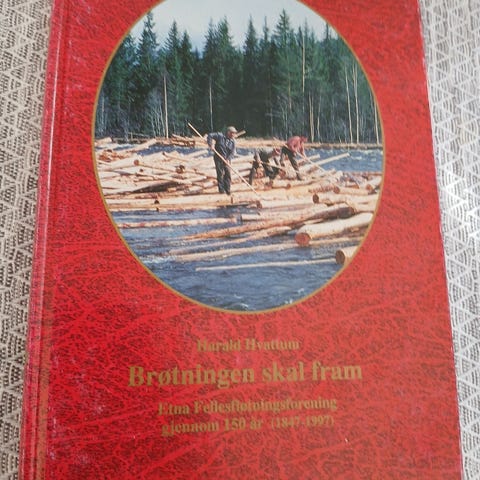 Harald Hvattum
Brøtningen skal fram
Etna Fellesfløtningsforening
gjennom 150 år (1847-1997)